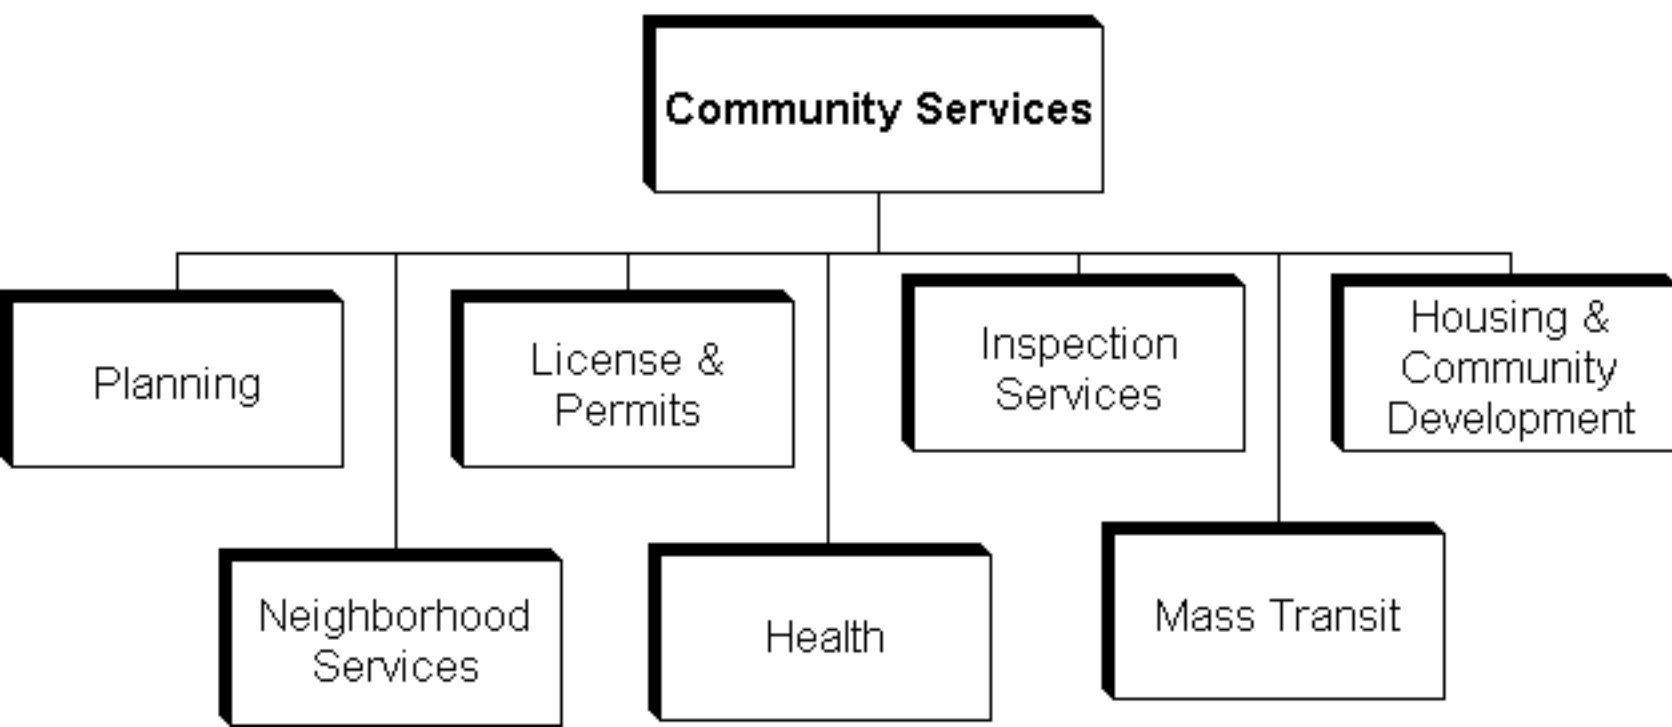 Community Services
Planning
License &
Permits
Inspection
Services
Housing &
Community
Development
Neighborhood
Services
Health
Mass Transit